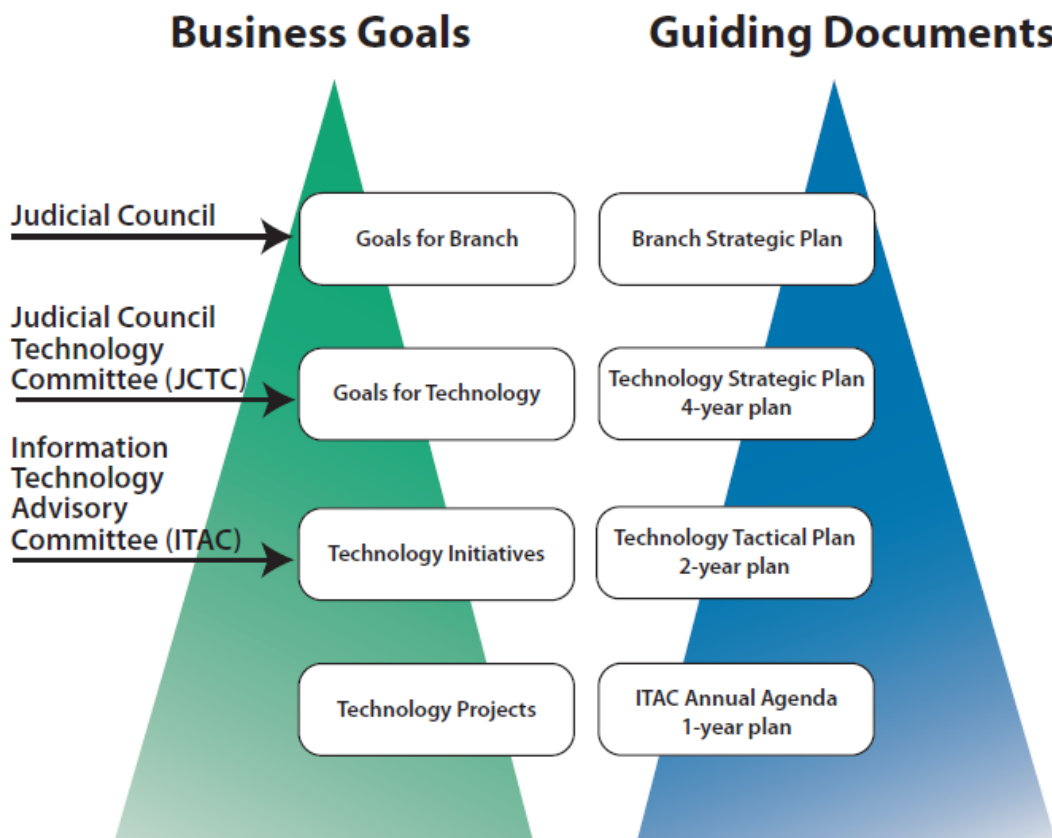 Business Goals
Guiding Documents
Judicial Council
Goals for Branch
Branch Strategic Plan
Judicial Council
Technology
Committee (JCTC)
Goals for Technology
Technology Strategic Plan
4-year plan
Information
Technology
Advisory
Committee (ITAC)
Technology Initiatives
Technology Tactical Plan
2-year plan
Technology Projects
ITAC Annual Agenda
1-year plan